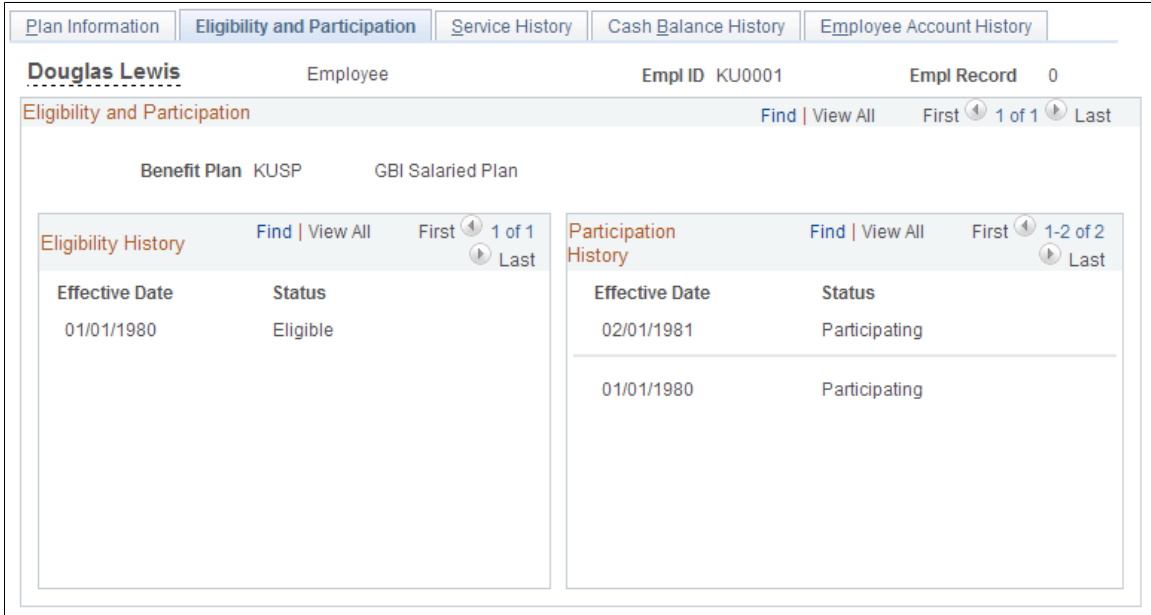 Plan Information Eligibility and Participation Service History Cash Balance History Employee Account History
Douglas Lewis Employee Empl ID KU0001 Empl Record 0
Eligibility and Participation Find | View All First 1 of 1 Last
Benefit Plan KUSP GBI Salaried Plan
Eligibility History Find | View All First 1 of 1 Last
Effective Date Status
01/01/1980 Eligible
Participation History Find | View All First 1-2 of 2 Last
Effective Date Status
02/01/1981 Participating
01/01/1980 Participating